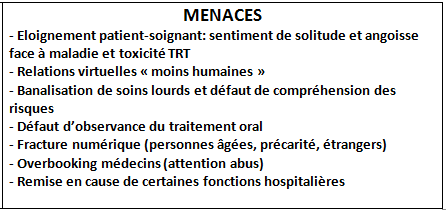 MENACES
- Eloignement patient-soignant: sentiment de solitude et angoisse
face à maladie et toxicité TRT
- Relations virtuelles « moins humaines »
- Banalisation de soins lourds et défaut de compréhension des
risques
- Défaut d’observance du traitement oral
- Fracture numérique (personnes âgées, précarité, étrangers)
- Overbooking médecins (attention abus)
- Remise en cause de certaines fonctions hospitalières